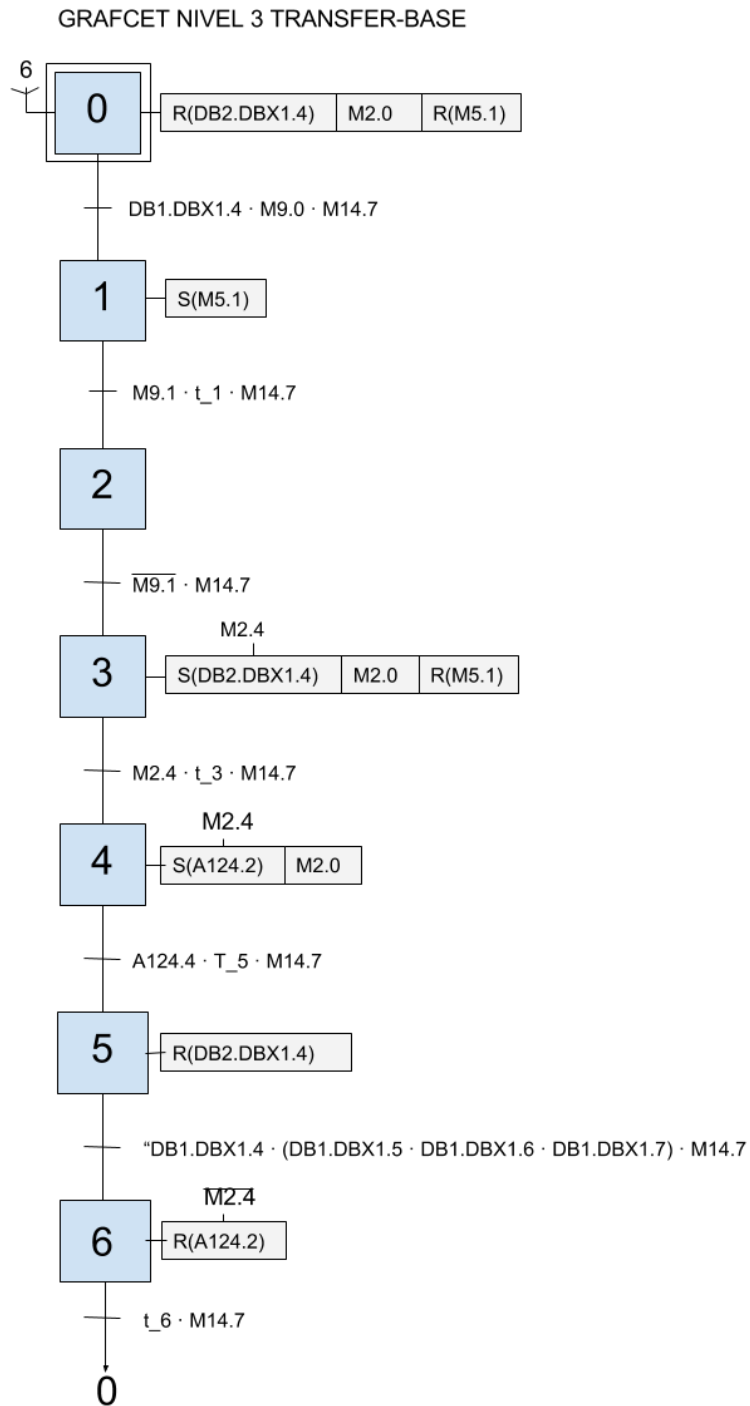 GRAFCET NIVEL 3 TRANSFER-BASE
6
0
R(DB2.DBX1.4) M2.0 R(M5.1)
DB1.DBX1.4 · M9.0 · M14.7
1
S(M5.1)
M9.1 · t_1 · M14.7
2
M̅9̅.̅1̅ · M14.7
M2.4
3
S(DB2.DBX1.4) M2.0 R(M5.1)
M2.4 · t_3 · M14.7
M2.4
4
S(A124.2) M2.0
A124.4 · T_5 · M14.7
5
R(DB2.DBX1.4)
“DB1.DBX1.4 · (DB1.DBX1.5 · DB1.DBX1.6 · DB1.DBX1.7) · M14.7
M̅2̅.̅4̅
6
R(A124.2)
t_6 · M14.7
0